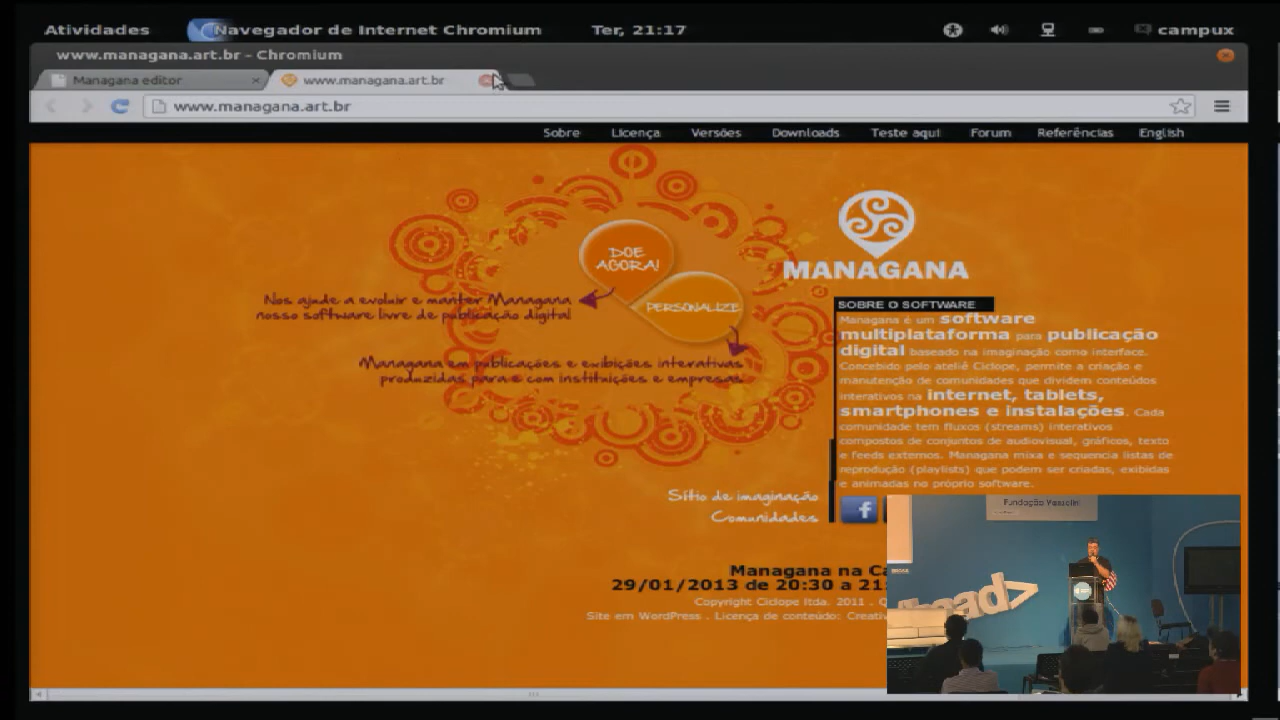 Atividades
Navegador de Internet Chromium
Ter, 21:17
campux
www.managana.art.br - Chromium
Managana editor
www.managana.art.br
www.managana.art.br
Sobre
Licença
Versões
Downloads
Teste aqui
Forum
Referências
English
DOE
AGORA!
PERSONALIZE
Nos ajude a evoluir e manter Managana
nosso software livre de publicação digital
Managana em publicações e exibições interativas
produzidas para e com instituições e empresas
MANAGANA
SOBRE O SOFTWARE
Managana é um software
multiplataforma para publicação
digital baseado na imaginação como interface.
Concebido pelo ateliê Ciclope, permite a criação e
manutenção de comunidades que dividem conteúdos
interativos na internet, tablets,
smartphones e instalações. Cada
comunidade tem fluxos (streams) interativos
compostos de conjuntos de audiovisual, gráficos, texto
e feeds externos. Managana mixa e sequencia listas de
reprodução (playlists) que podem ser criadas, exibidas
e animadas no próprio software.
Sítio de imaginação
Comunidades
f
Managana na Ca
29/01/2013 de 20:30 a 21
Copyright Ciclope ltda. 2011 .
Site em WordPress . Licença de conteúdo: Creati
Fundação
ead>